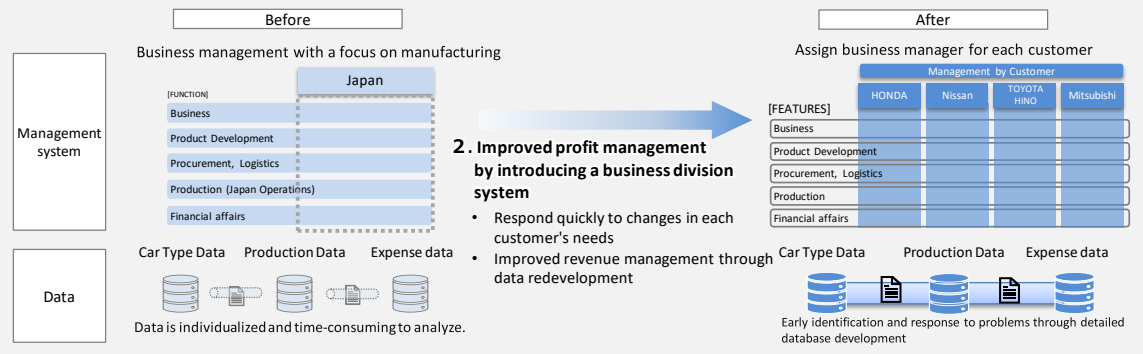 Before
Business management with a focus on manufacturing
Management
system
Japan
[FUNCTION]
Business
Product Development
Procurement, Logistics
Production (Japan Operations)
Financial affairs
2. Improved profit management
by introducing a business division
system
• Respond quickly to changes in each
customer's needs
• Improved revenue management through
data redevelopment
After
Assign business manager for each customer
Management by Customer
HONDA
Nissan
TOYOTA
HINO
Mitsubishi
[FEATURES]
Business
Product Development
Procurement, Logistics
Production
Financial affairs
Data
Car Type Data
Production Data
Expense data
Data is individualized and time-consuming to analyze.
Car Type Data
Production Data
Expense data
Early identification and response to problems through detailed
database development